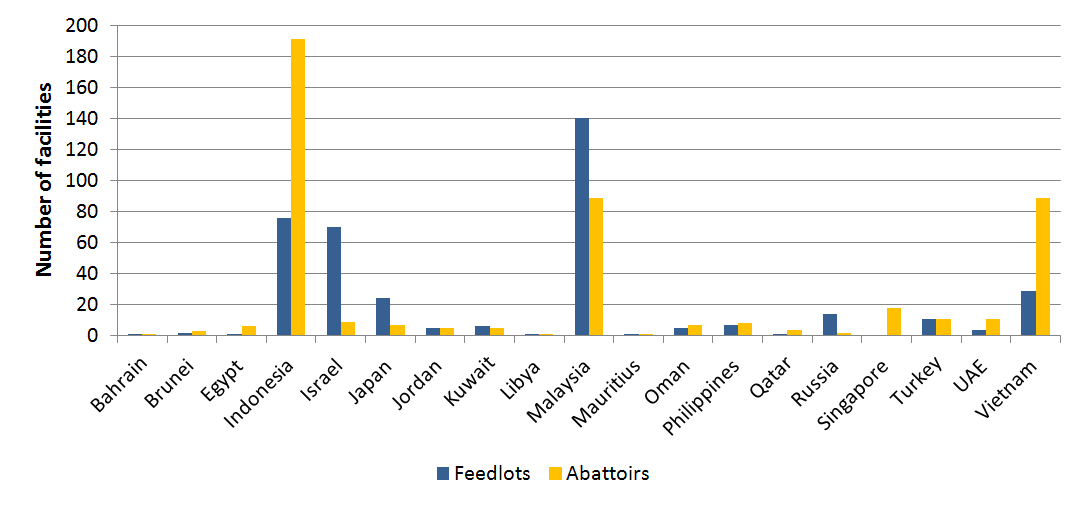 Number of facilities
200
180
160
140
120
100
80
60
40
20
0
Bahrain
Brunei
Egypt
Indonesia
Israel
Japan
Jordan
Kuwait
Libya
Malaysia
Mauritius
Oman
Philippines
Qatar
Russia
Singapore
Turkey
UAE
Vietnam
Feedlots Abattoirs